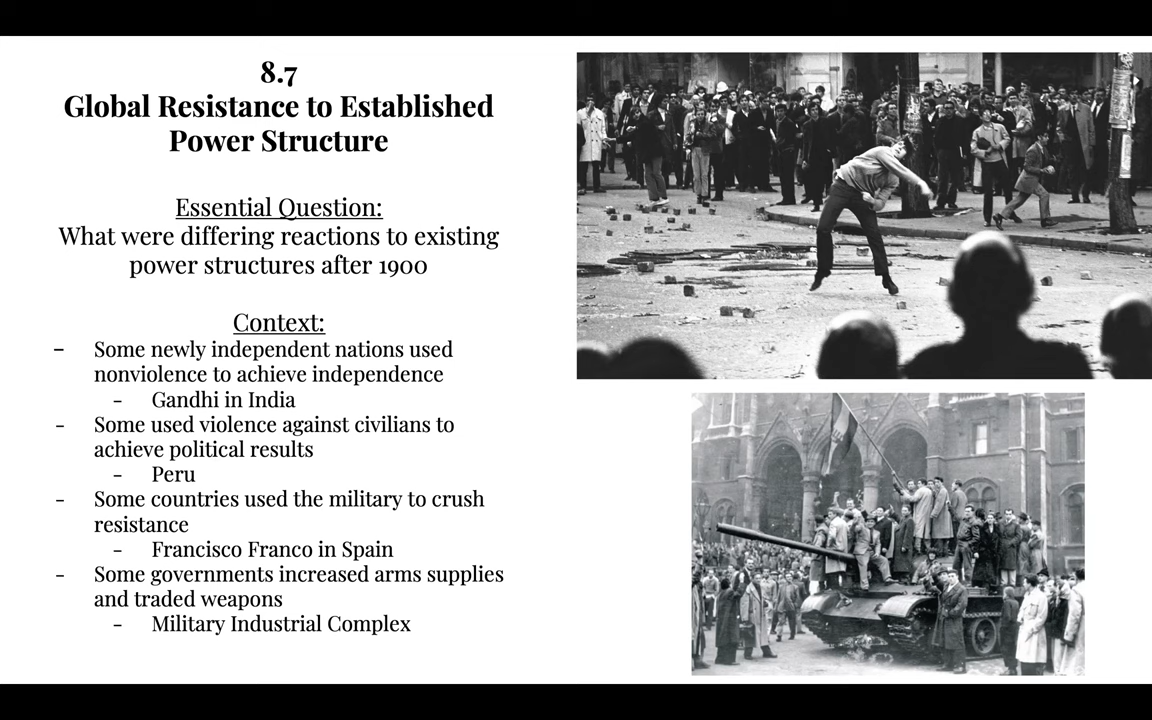 8.7
Global Resistance to Established
Power Structure
Essential Question:
What were differing reactions to existing
power structures after 1900
Context:
- Some newly independent nations used
nonviolence to achieve independence
- Gandhi in India
- Some used violence against civilians to
achieve political results
- Peru
- Some countries used the military to crush
resistance
- Francisco Franco in Spain
- Some governments increased arms supplies
and traded weapons
- Military Industrial Complex